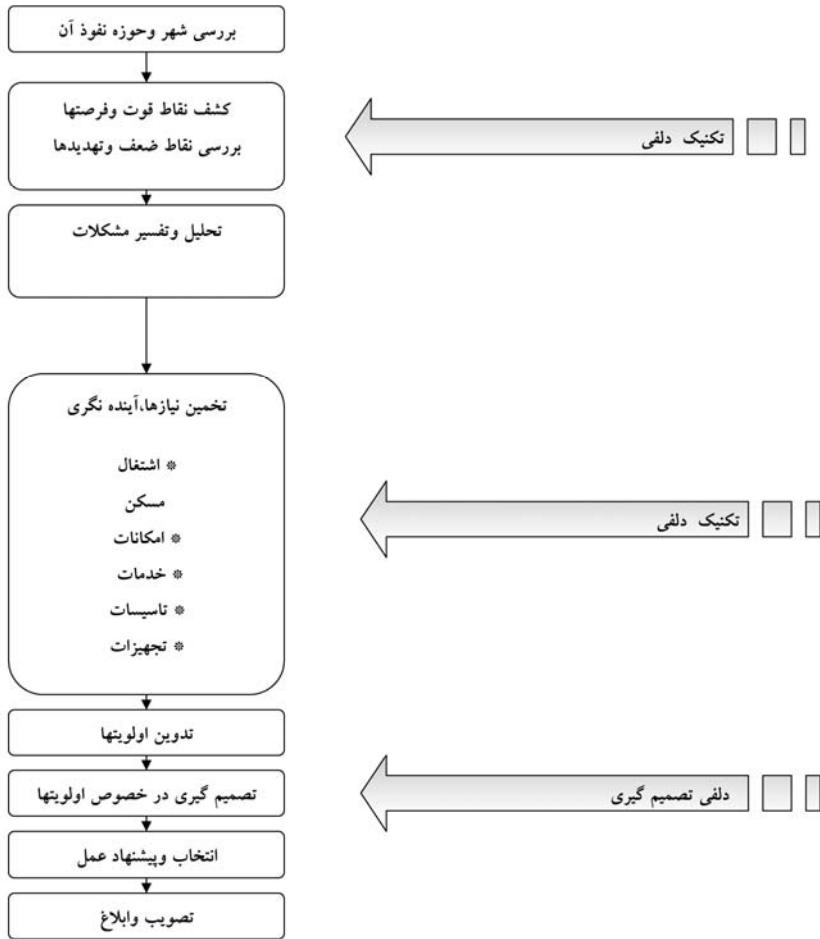 بررسی شهر وحوزه نفوذ آن
کشف نقاط قوت وفرصتها
بررسی نقاط ضعف وتهدیدها
تکنیک دلفی
تحلیل وتفسیر مشکلات
تخمین نیازها،آینده نگری
* اشتغال
مسکن
* امکانات
* خدمات
* تاسیسات
* تجهیزات
تکنیک دلفی
تدوین اولویتها
تصمیم گیری در خصوص اولویتها
دلفی تصمیم گیری
انتخاب وپیشنهاد عمل
تصویب وابلاغ